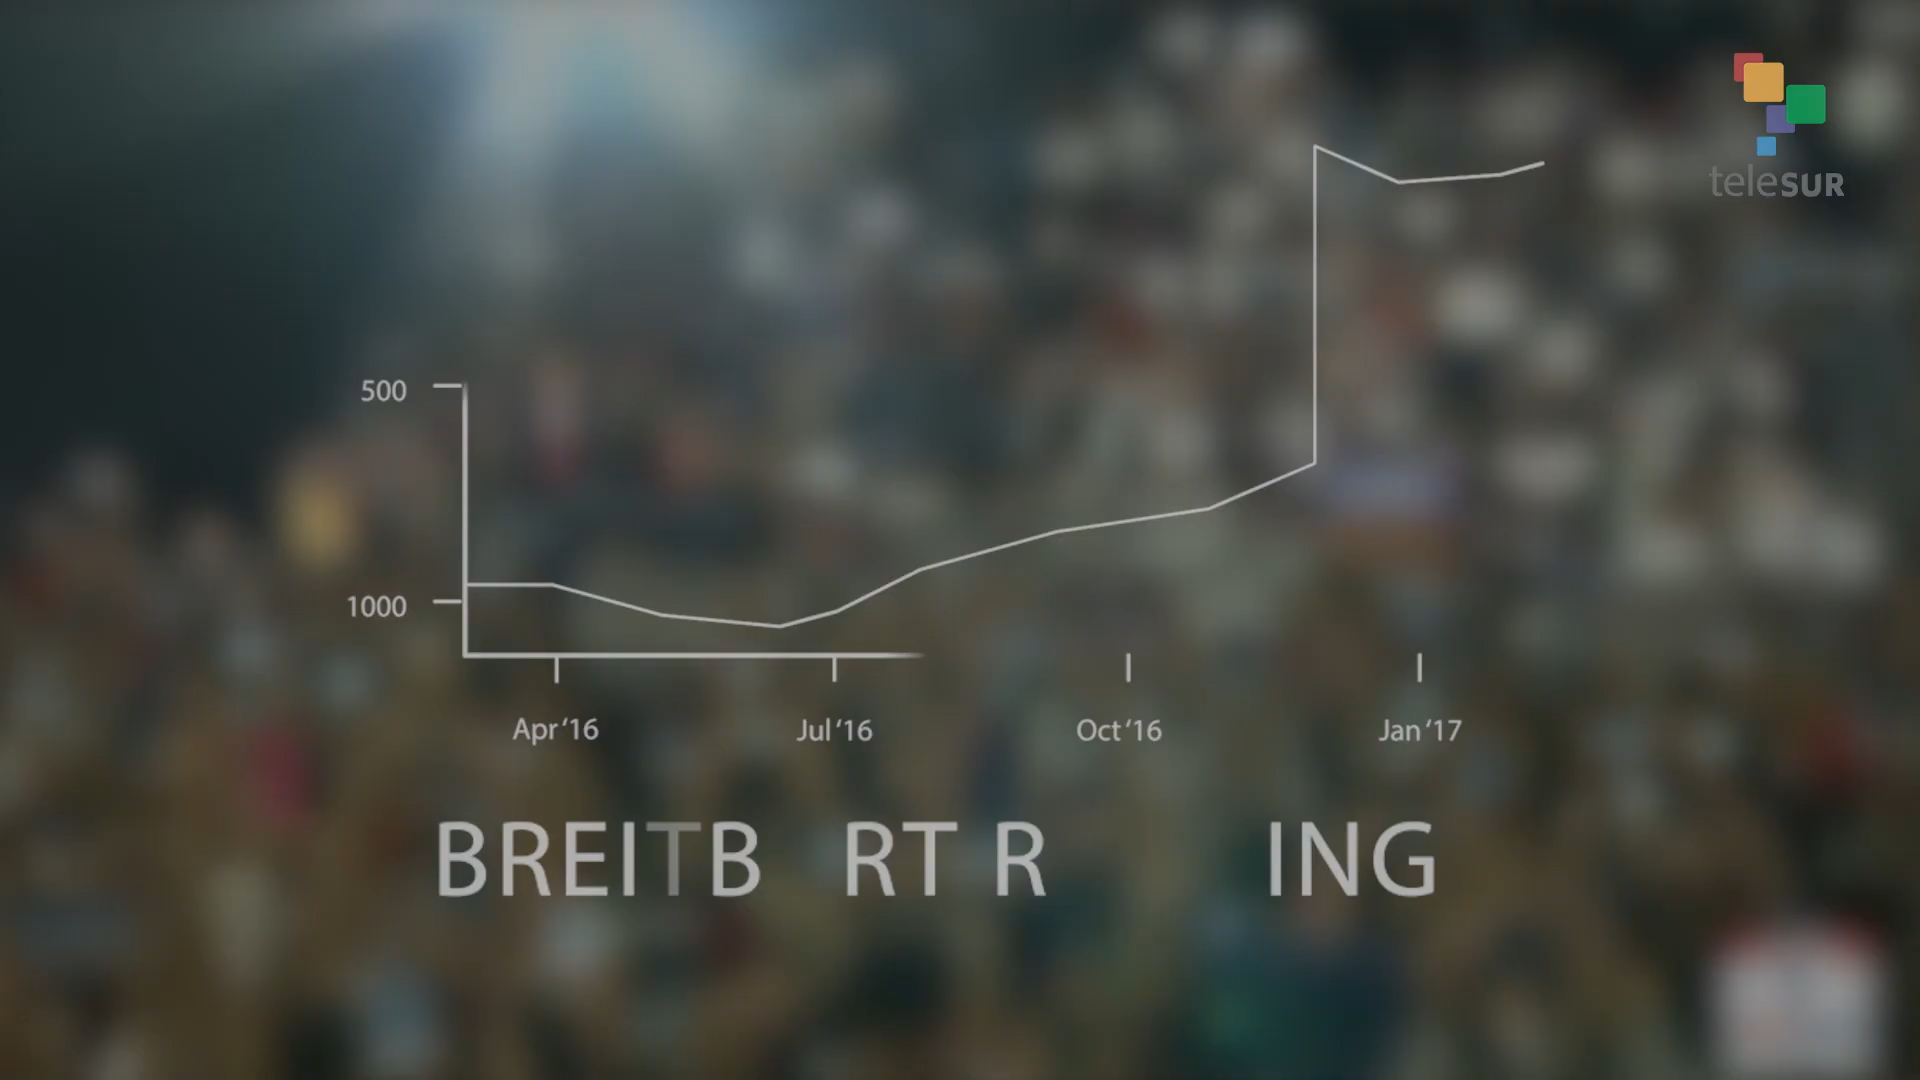 teleSUR
500
1000
Apr '16 Jul '16 Oct '16 Jan '17
BREITB RT R ING